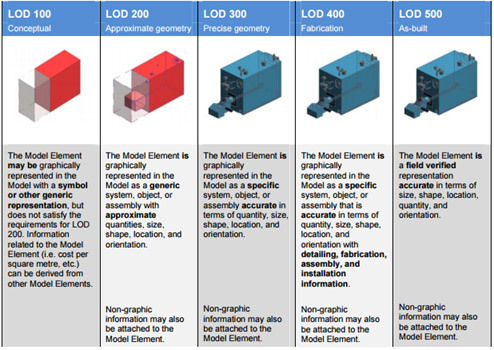 LOD 100
Conceptual
LOD 200
Approximate geometry
LOD 300
Precise geometry
LOD 400
Fabrication
LOD 500
As-built
The Model Element
may be graphically
represented in the
Model with a symbol
or other generic
representation, but
does not satisfy the
requirements for LOD
200. Information
related to the Model
Element (i.e. cost per
square metre, etc.)
can be derived from
other Model Elements.
The Model Element is
graphically
represented in the
Model as a generic
system, object, or
assembly with
approximate
quantities, size,
shape, location, and
orientation.
Non-graphic
information may also
be attached to the
Model Element.
The Model Element is
graphically
represented in the
Model as a specific
system, object, or
assembly accurate in
terms of quantity, size,
shape, location, and
orientation.
Non-graphic
information may also
be attached to the
Model Element.
The Model Element is
graphically
represented in the
Model as a specific
system, object, or
assembly that is
accurate in terms of
quantity, size, shape,
location, and
orientation with
detailing, fabrication,
assembly, and
installation
information.
Non-graphic
information may also
be attached to the
Model Element.
The Model Element is
a field verified
representation
accurate in terms of
size, shape, location,
quantity, and
orientation.
Non-graphic
information may also
be attached to the
Model Element.